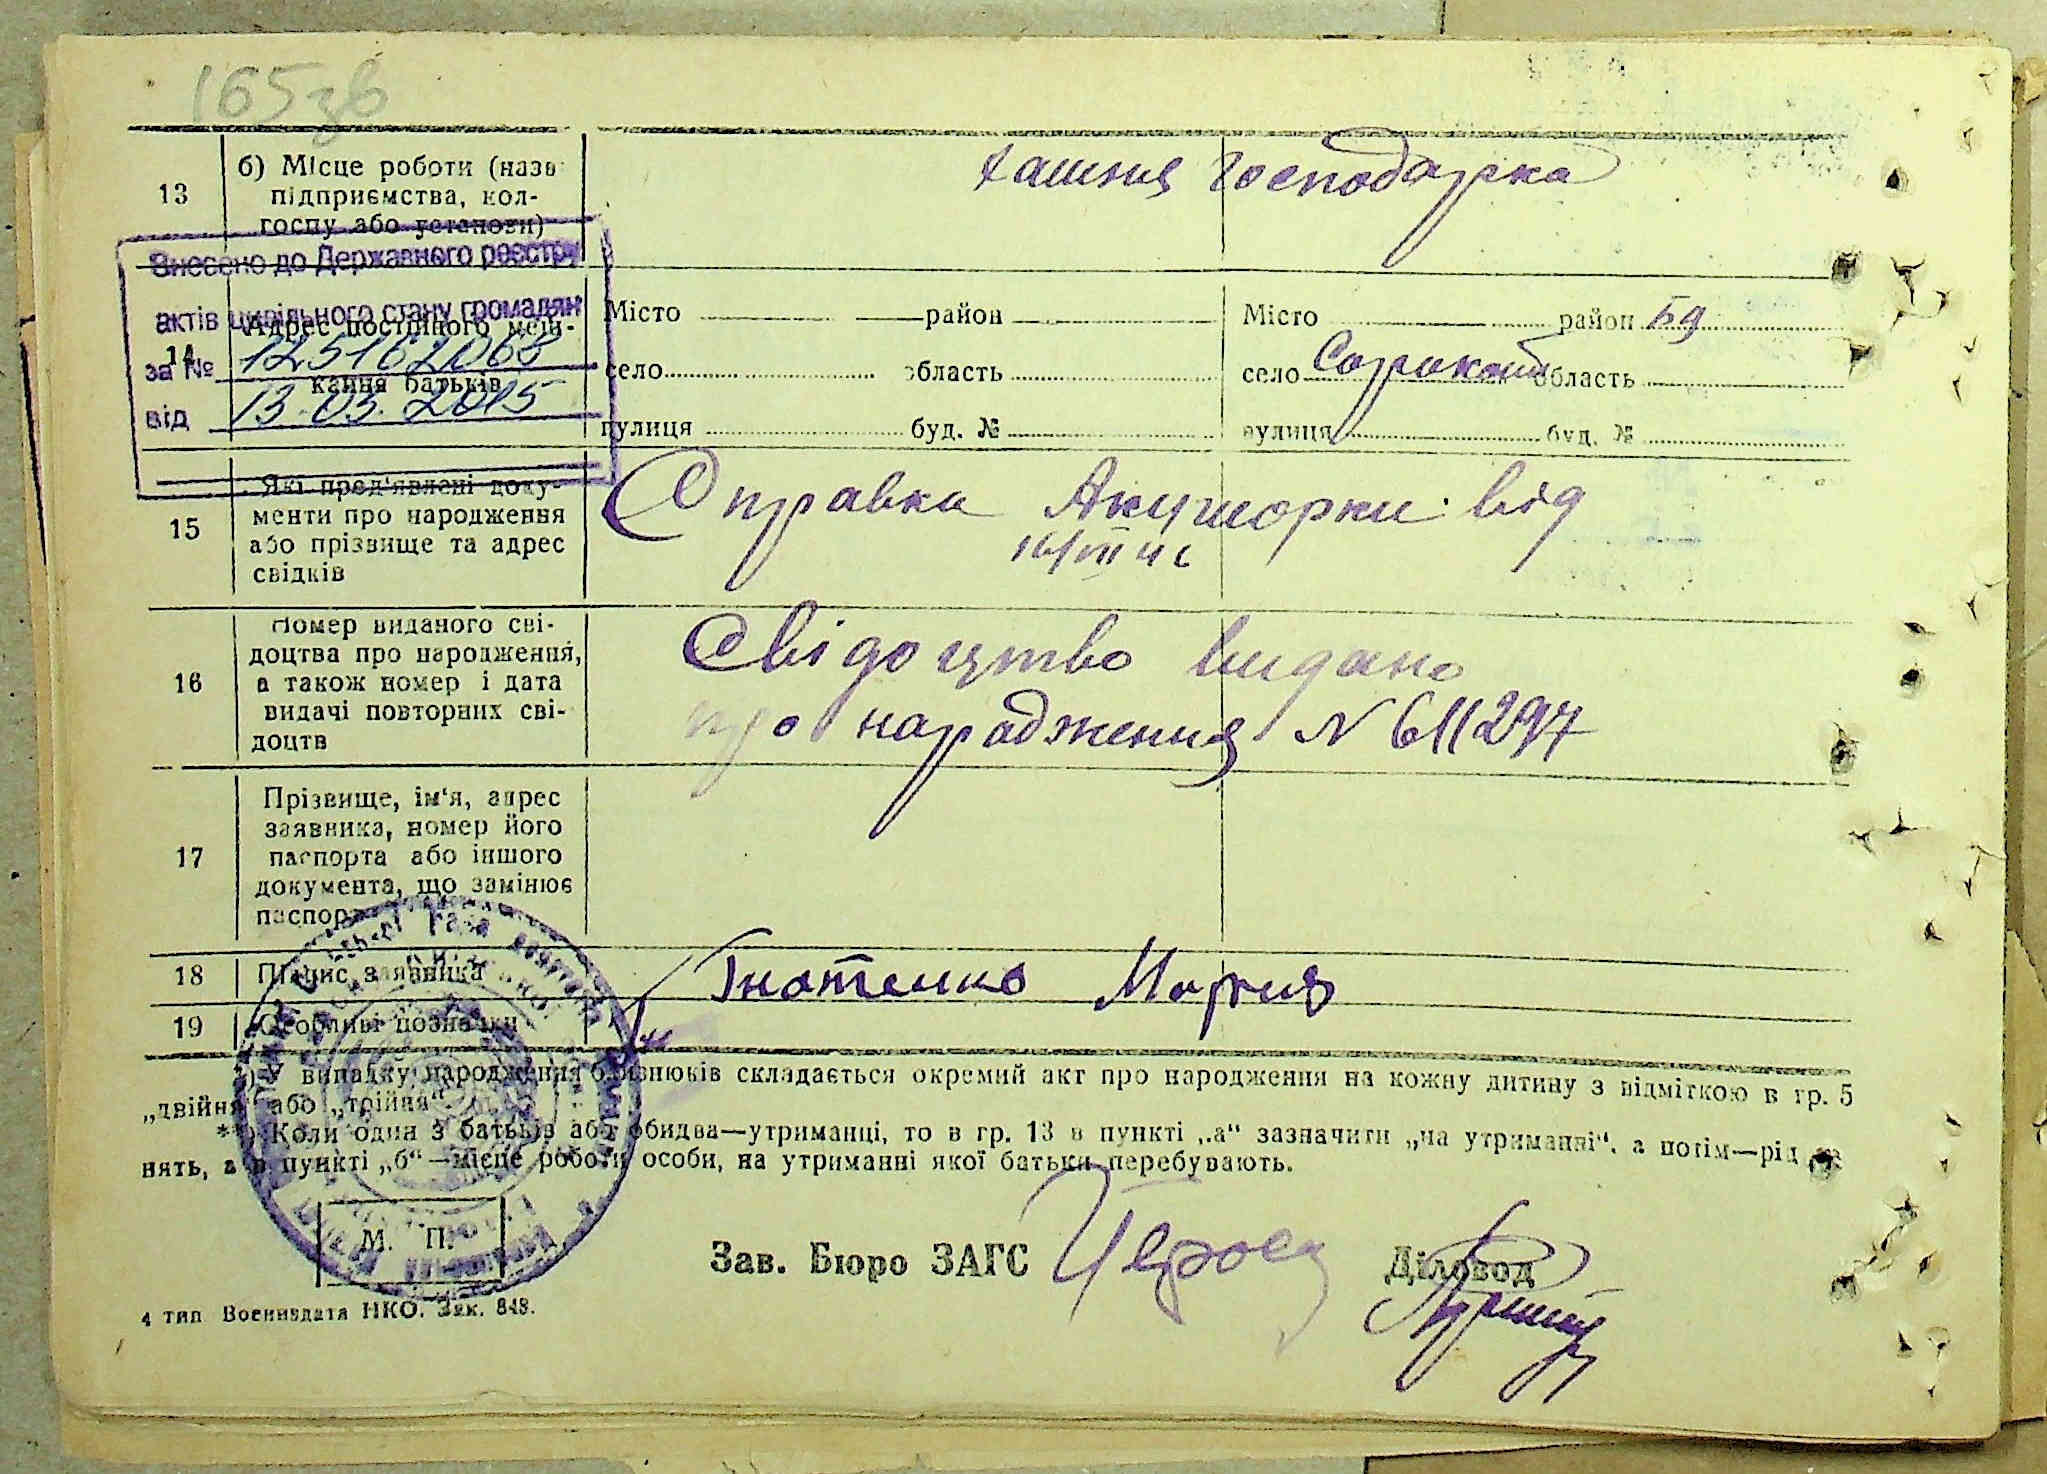 165зв
13
б) Місце роботи (назв
підприємства, кол-
госпу або установи)
господарка
Внесено до Державного реєстру
актів цивільного стану громадян
за №
від 13.03.2015
14
Адрес постійного меш-
кання батьків
Місто район
село область
вулиця буд. №
Місто район
село область
вулиця буд. №
15
Які пред'явлені доку-
менти про народження
або прізвище та адрес
свідків
Справка Акушорки від
16
Номер виданого сві-
доцтва про народження,
а також номер і дата
видачі повторних сві-
доцтв
Свідоцтво видано
про народження N 611297
17
Прізвище, ім'я, адрес
заявника, номер його
паспорта або іншого
документа, що замінює
паспорт
18
Підпис заявника
Гнотенко Мария
19
Особливі позначки
*) У випадку народження близнюків складається окремий акт про народження на кожну дитину з відміткою в гр. 5
„двійня" або „трійня".
**) Коли один з батьків або обидва—утриманці, то в гр. 13 в пункті „а" зазначити „на утриманні", а потім—рід за
нять, а в пункті „б"—місце роботи особи, на утриманні якої батьки перебувають.
М. П.
Зав. Бюро ЗАГС
Діловод
4 тип Воениздата НКО. Зак. 848.